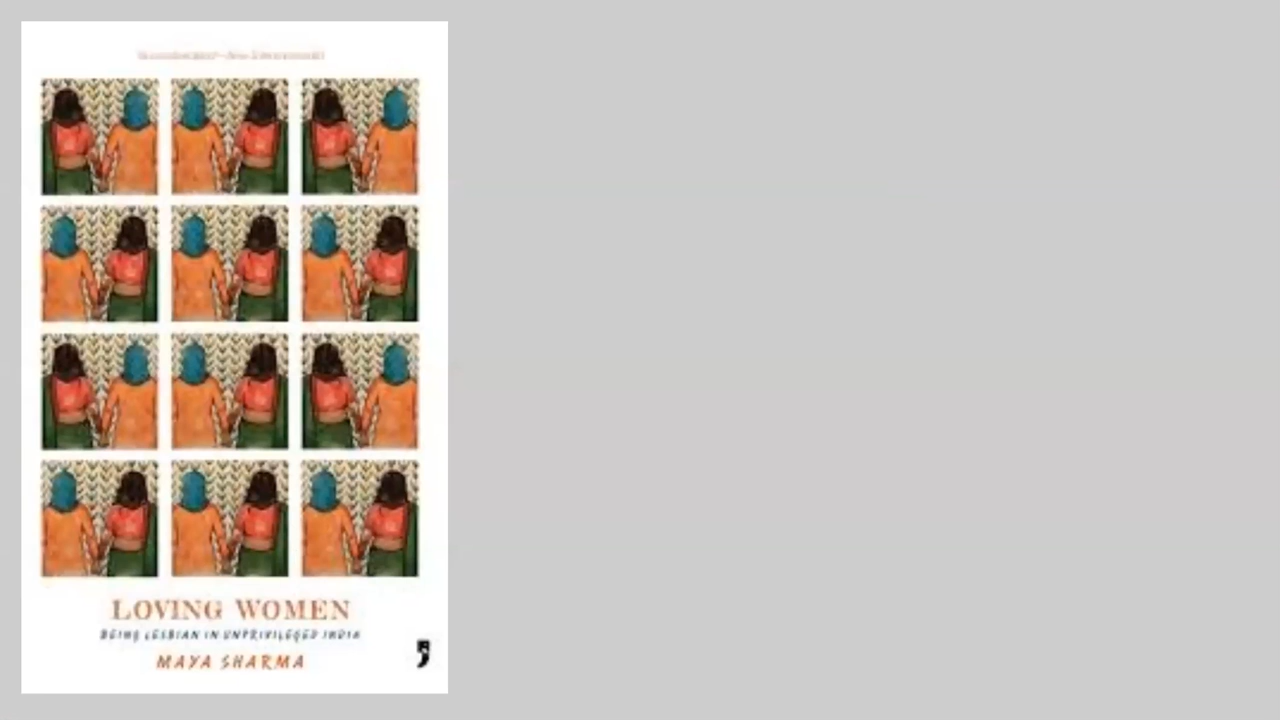 LOVING WOMEN
BEING LESBIAN IN UNPRIVILEGED INDIA
MAYA SHARMA